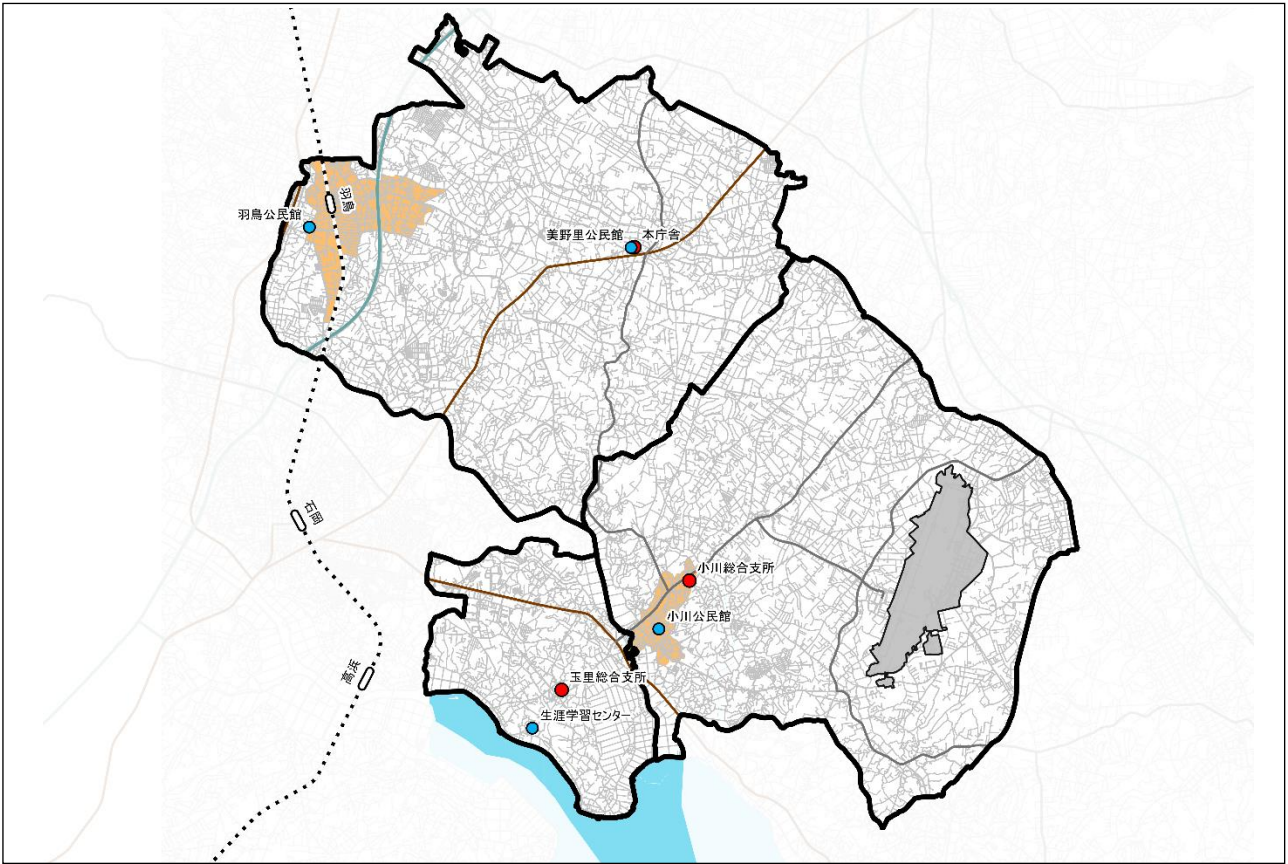 羽鳥
羽鳥公民館
美野里公民館
本庁舎
石岡
小川総合支所
小川公民館
高浜
玉里総合支所
生涯学習センター